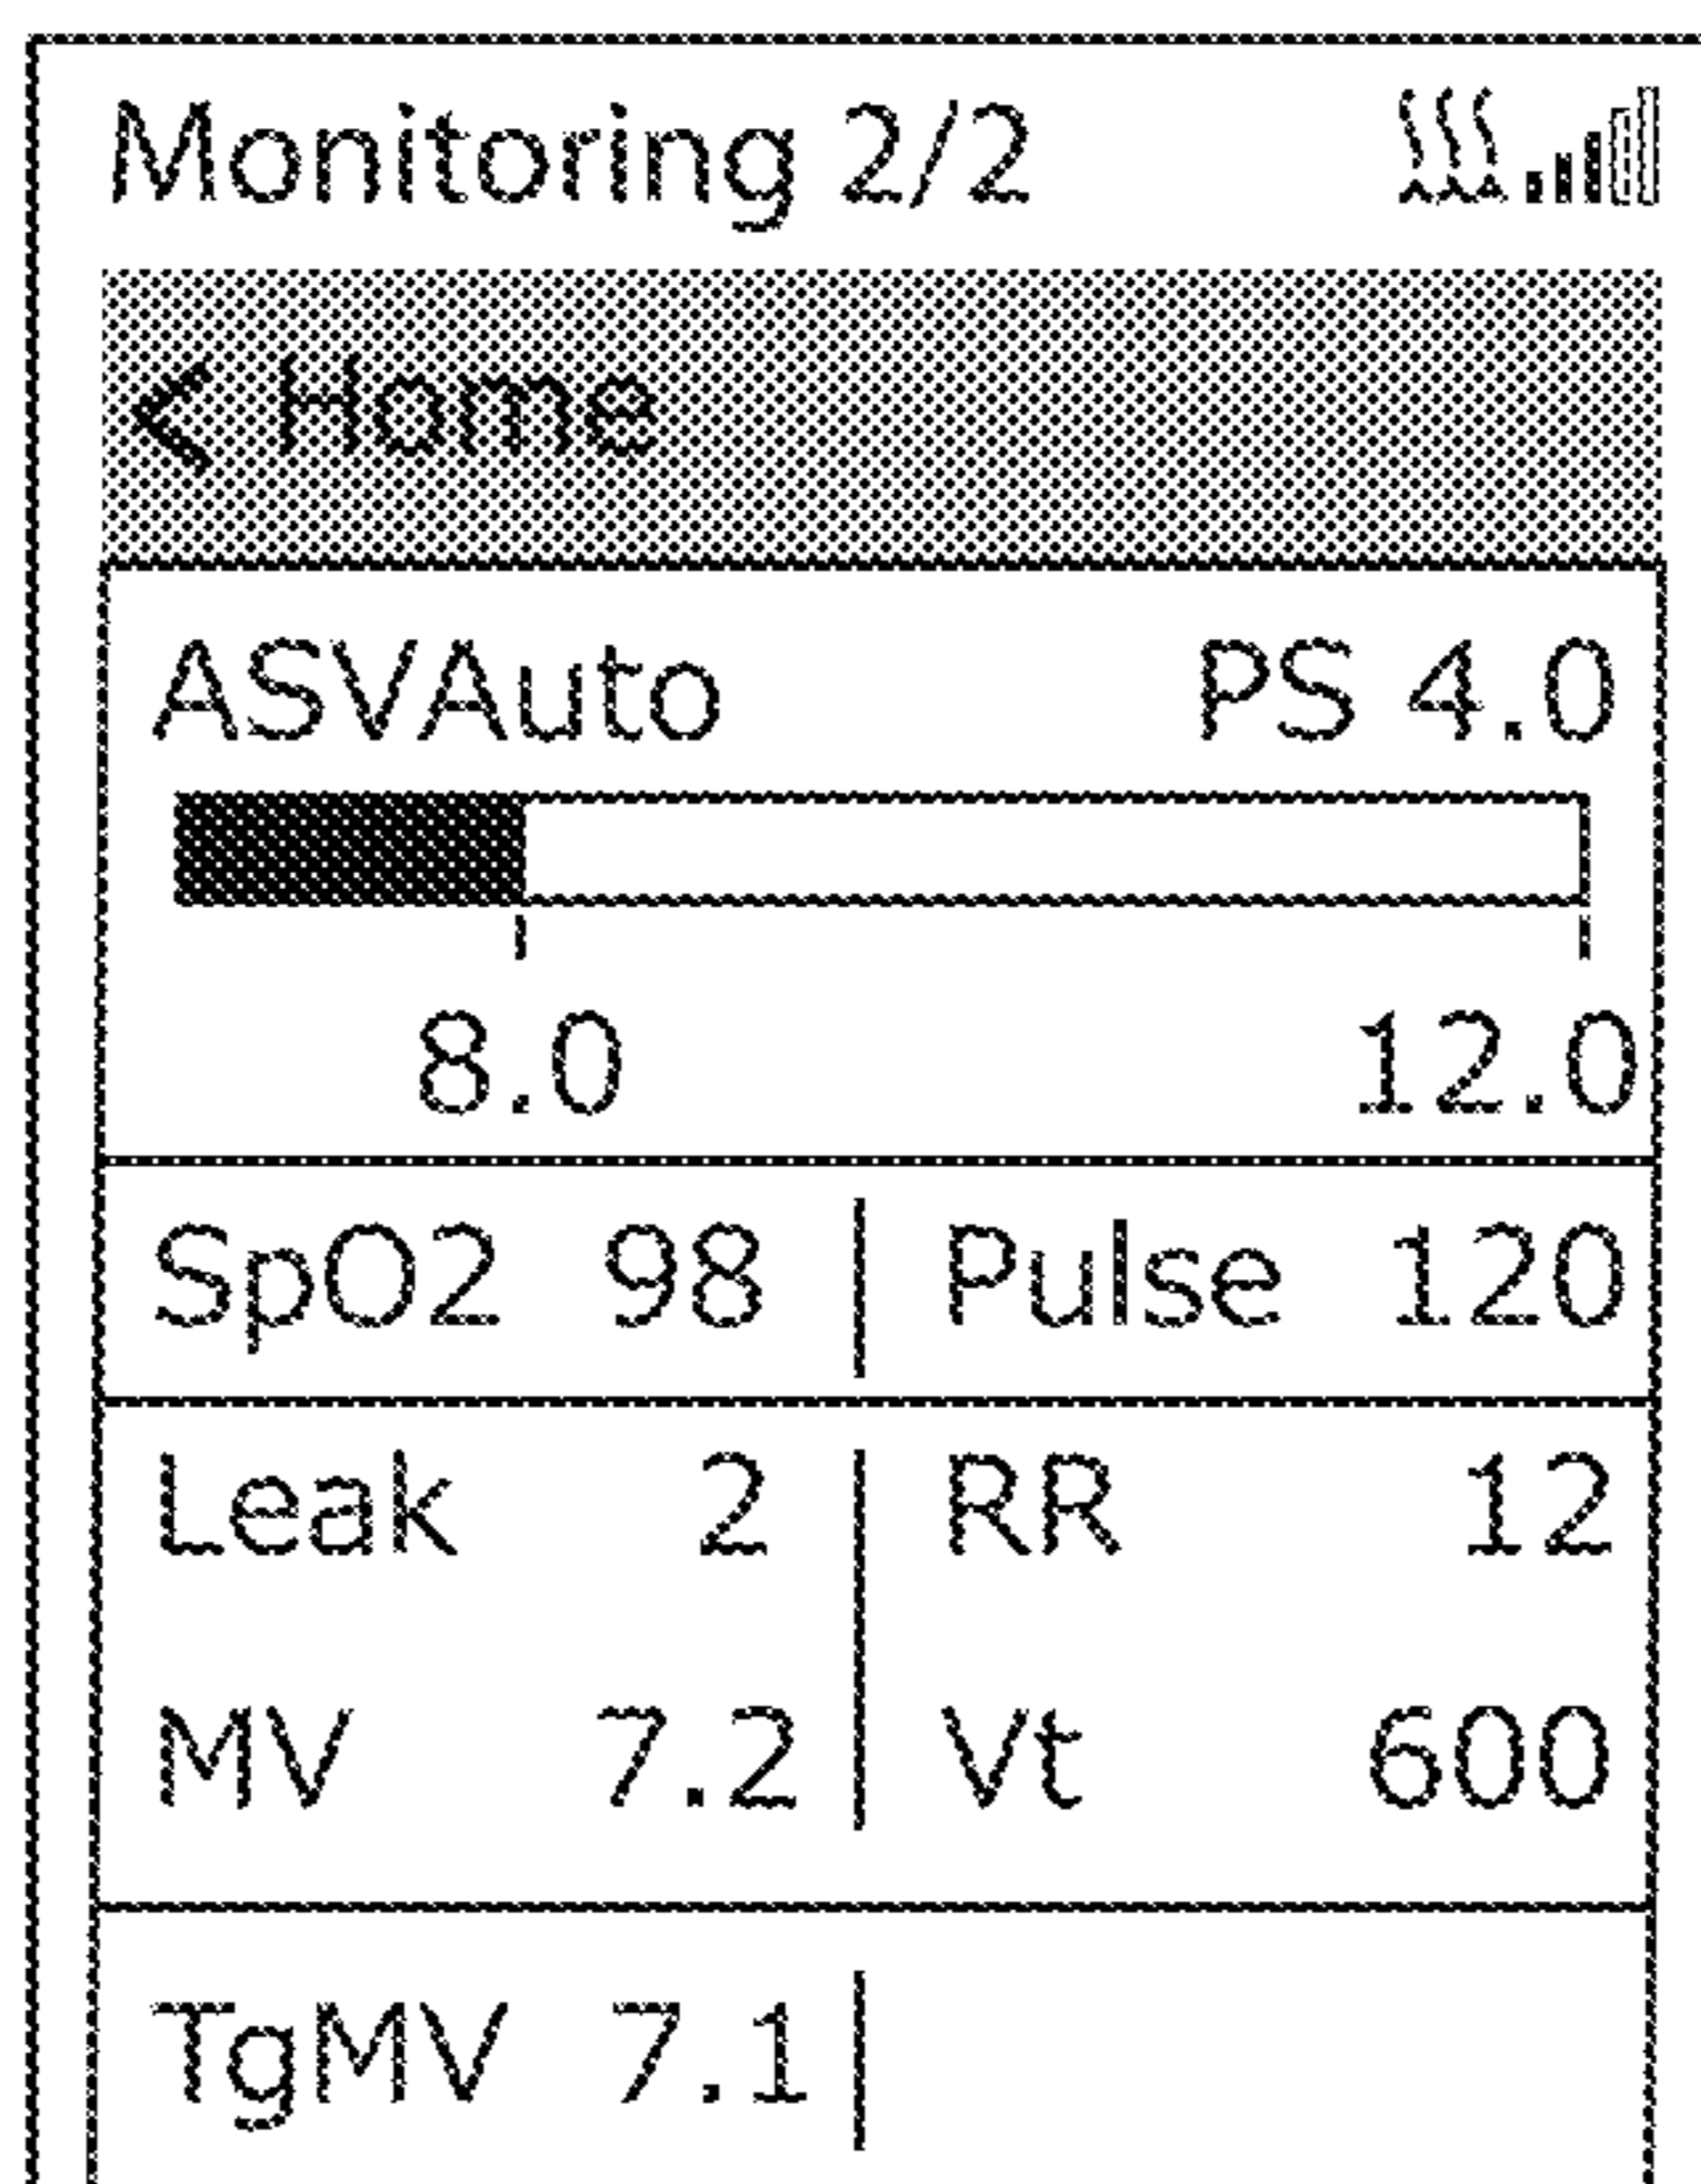 Monitoring 2/2
< Home
ASVAuto PS 4.0
8.0 12.0
SpO2 98 Pulse 120
Leak 2 RR 12
MV 7.2 Vt 600
TgMV 7.1